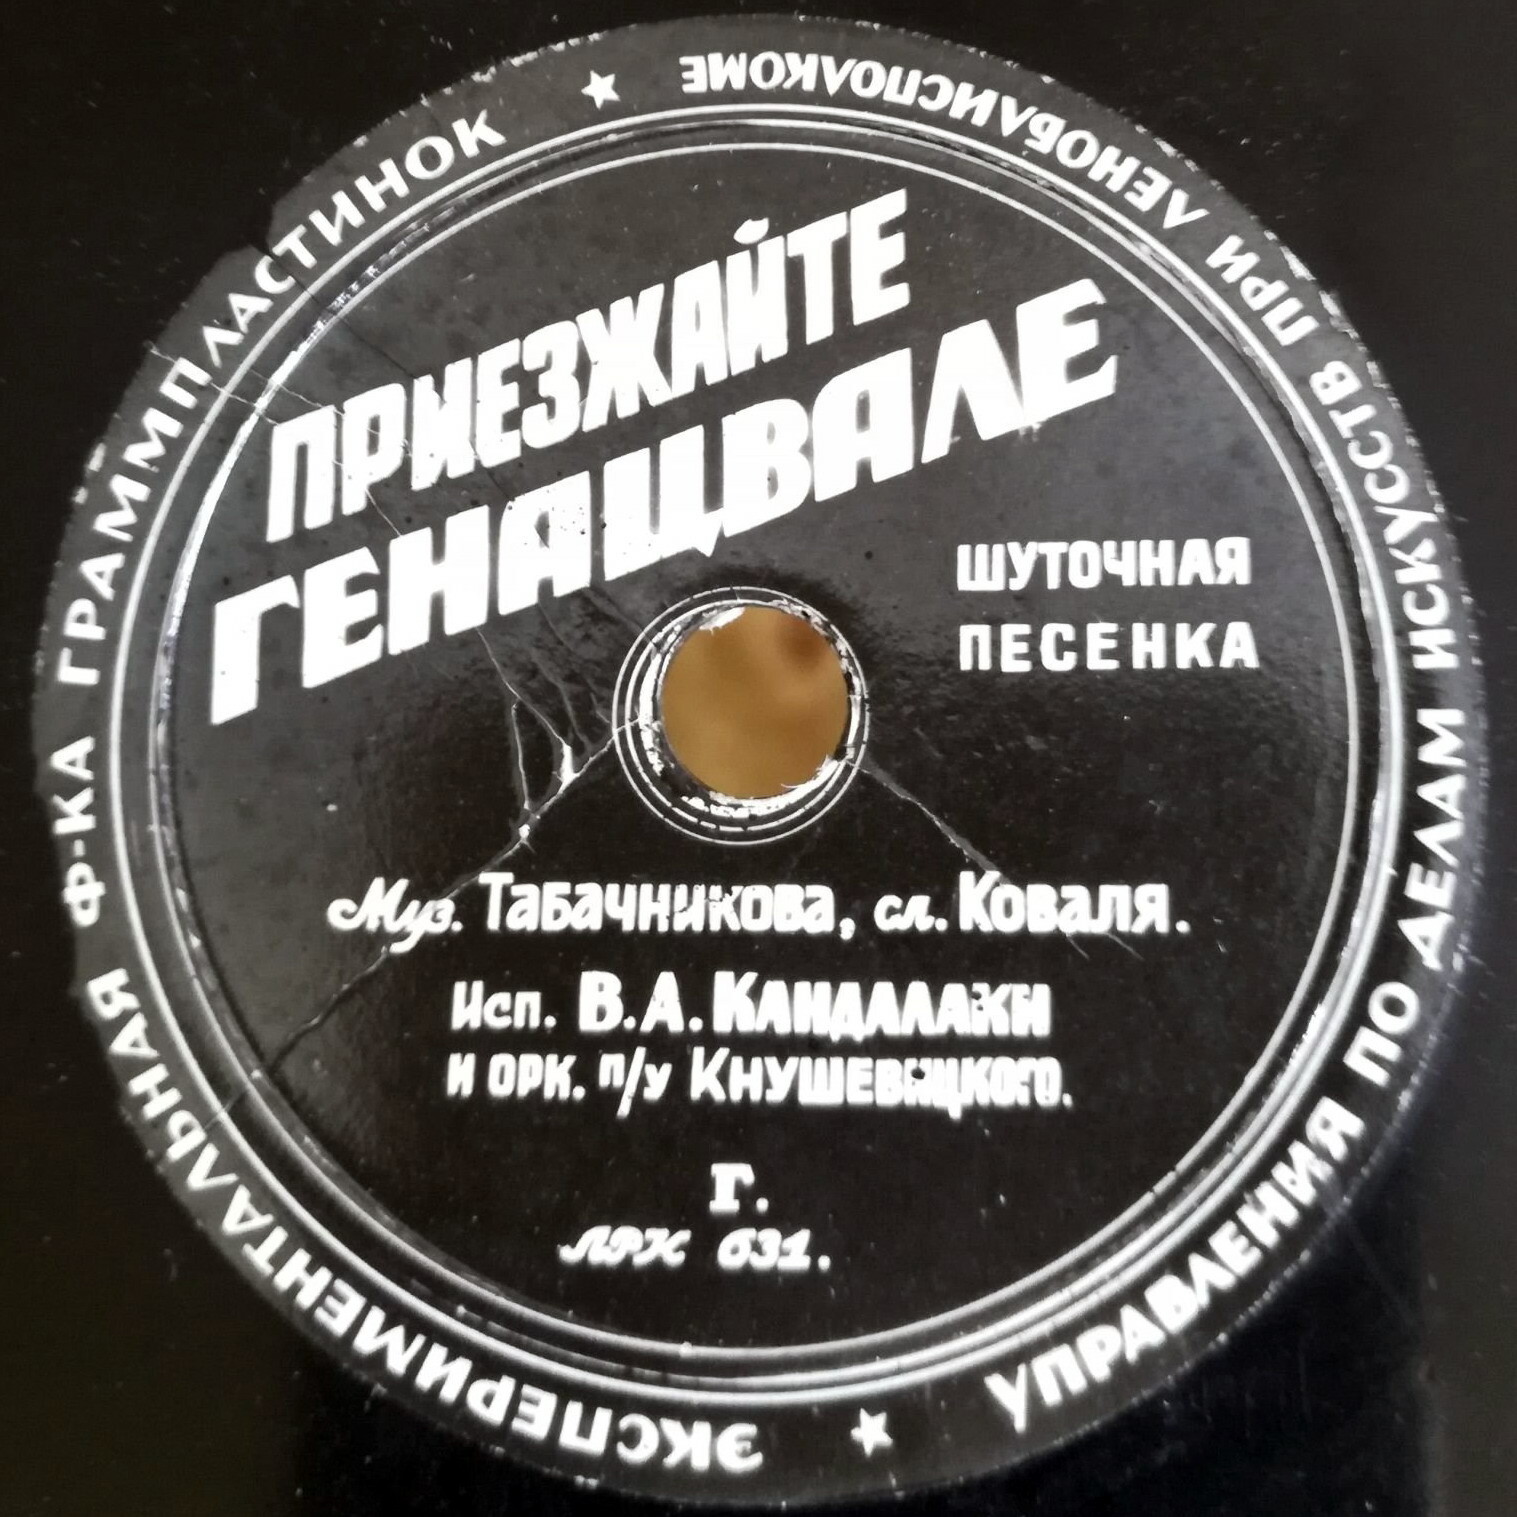 ЭКСПЕРИМЕНТАЛЬНАЯ Ф-КА ГРАММПЛАСТИНОК
УПРАВЛЕНИЯ ПО ДЕЛАМ ИСКУССТВ ПРИ ЛЕНОБЛИСПОЛКОМЕ
ПРИЕЗЖАЙТЕ
ГЕНАЦВАЛЕ
ШУТОЧНАЯ
ПЕСЕНКА
Муз. Табачникова, сл. Коваля.
Исп. В.А. Кандалаки
и орк. п/у Кнушевицкого.
Г.
ЛРК 631.